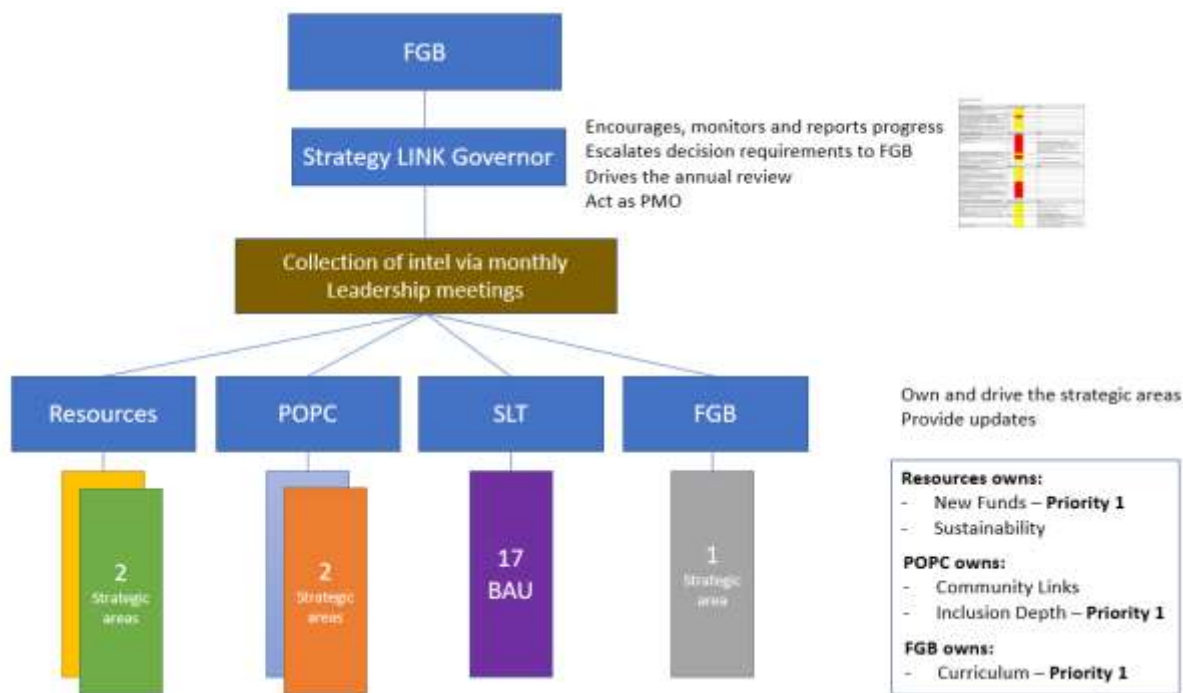 FGB
Strategy LINK Governor
Encourages, monitors and reports progress
Escalates decision requirements to FGB
Drives the annual review
Act as PMO
Collection of intel via monthly
Leadership meetings
Resources
POPC
SLT
FGB
Own and drive the strategic areas
Provide updates
2
Strategic
areas
2
Strategic
areas
17
BAU
1
Strategic
area
Resources owns:
- New Funds – Priority 1
- Sustainability
POPC owns:
- Community Links
- Inclusion Depth – Priority 1
FGB owns:
- Curriculum – Priority 1